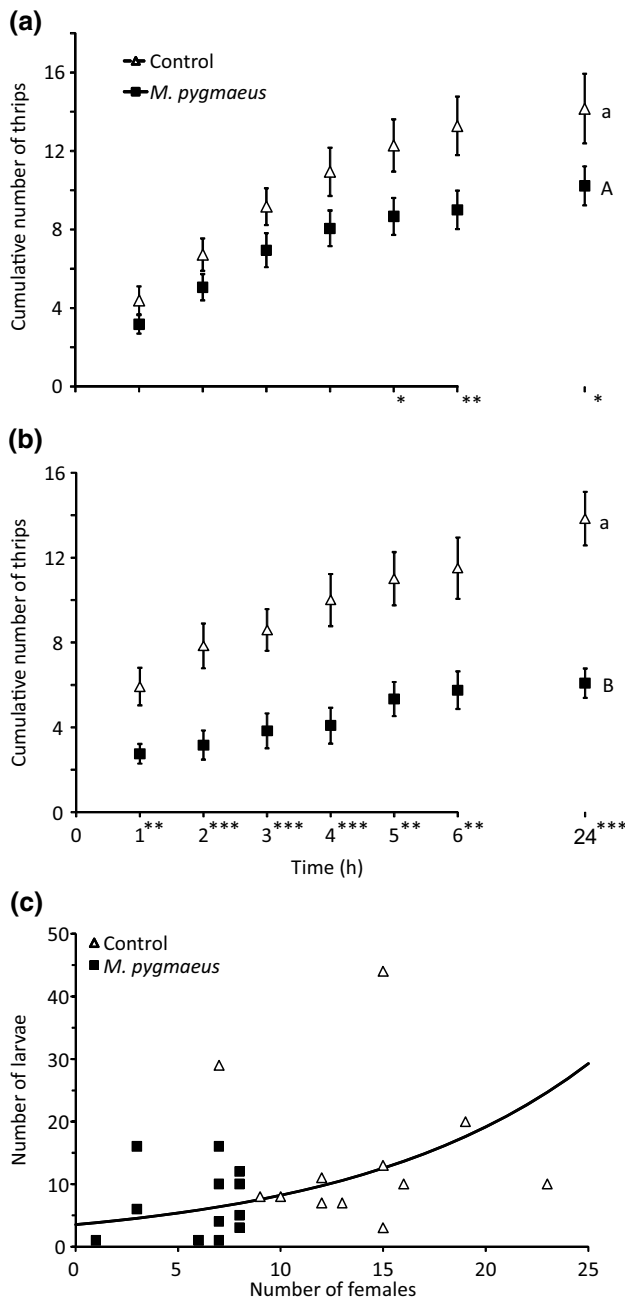 (a)
Control
M. pygmaeus
Cumulative number of thrips
16
12
8
4
0
a
A
* ** *
(b)
Cumulative number of thrips
16
12
8
4
0
a
B
0 1** 2*** 3*** 4*** 5** 6** 24***
Time (h)
(c)
Control
M. pygmaeus
Number of larvae
50
40
30
20
10
0
0 5 10 15 20 25
Number of females